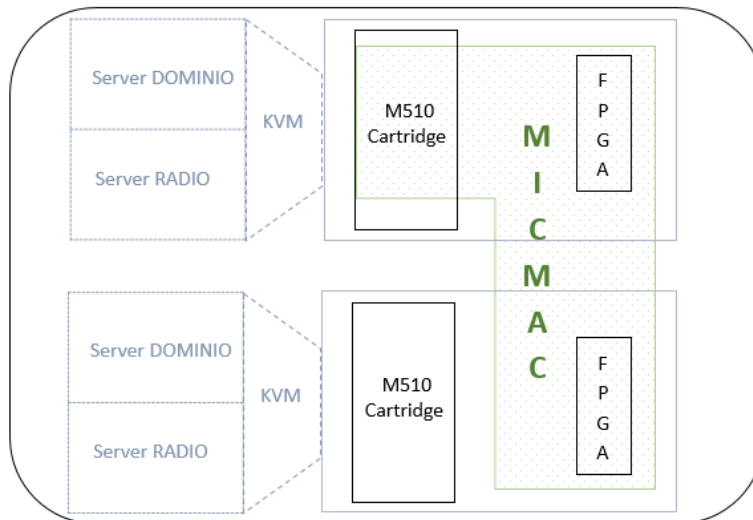 Server DOMINIO
KVM
Server RADIO
M510
Cartridge
M
I
C
M
A
C
F
P
G
A
Server DOMINIO
KVM
Server RADIO
M510
Cartridge
F
P
G
A